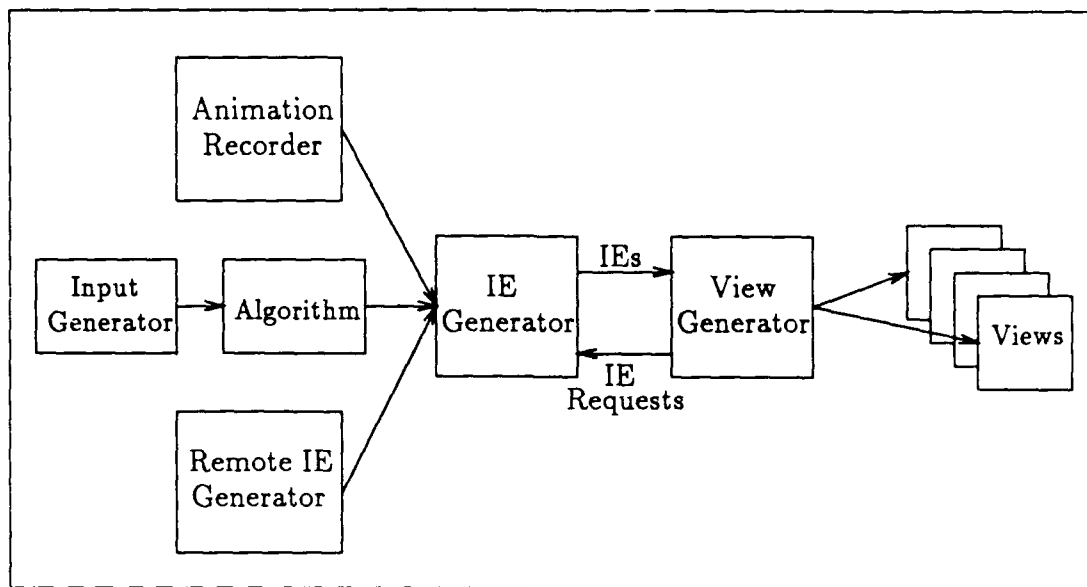 Animation
Recorder
Input
Generator
Algorithm
Remote IE
Generator
IE
Generator
IEs
IE
Requests
View
Generator
Views